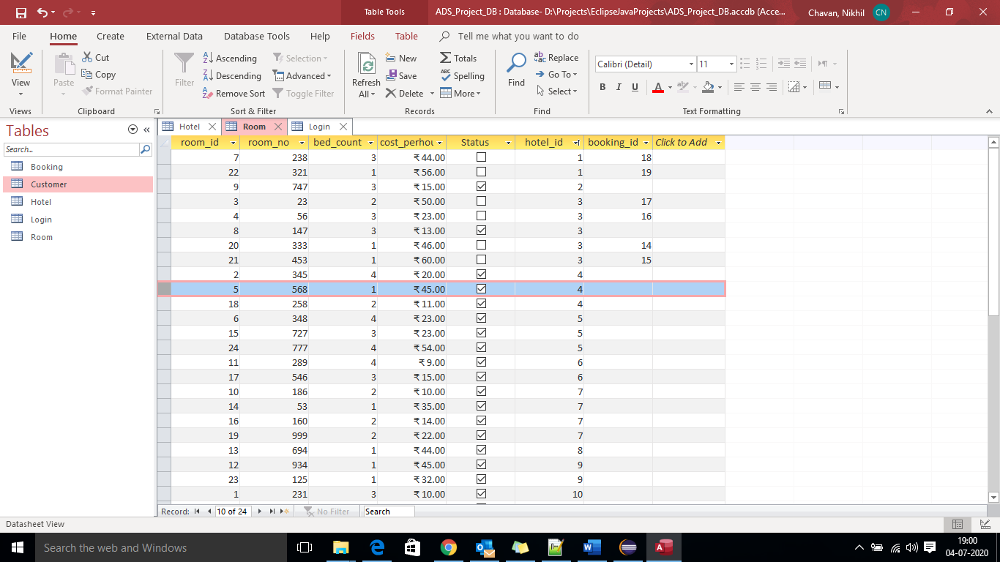 Table Tools
ADS_Project_DB : Database- D:\Projects\EclipseJavaProjects\ADS_Project_DB.accdb (Acce...
Chavan, Nikhil CN
File Home Create External Data Database Tools Help Fields Table Tell me what you want to do
View
Views
Paste
Cut
Copy
Format Painter
Clipboard
Filter
Ascending
Descending
Remove Sort
Selection
Advanced
Toggle Filter
Sort & Filter
Refresh
All
New
Save
Delete
Totals
Spelling
More
Records
Find
Replace
Go To
Select
Find
Calibri (Detail) 11
B I U A
Text Formatting
Tables
Search...
Booking
Customer
Hotel
Login
Room
Hotel Room Login
room_id room_no bed_count cost_perhou Status hotel_id booking_id Click to Add
7 238 3 ₹ 44.00 1 18
22 321 1 ₹ 56.00 1 19
9 747 3 ₹ 15.00 2
3 23 2 ₹ 50.00 3 17
4 56 3 ₹ 23.00 3 16
8 147 3 ₹ 13.00 3
20 333 1 ₹ 46.00 3 14
21 453 1 ₹ 60.00 3 15
2 345 4 ₹ 20.00 4
5 568 1 ₹ 45.00 4
18 258 2 ₹ 11.00 4
6 348 4 ₹ 23.00 5
15 727 3 ₹ 23.00 5
24 777 4 ₹ 54.00 5
11 289 4 ₹ 9.00 6
17 546 3 ₹ 15.00 6
10 186 2 ₹ 10.00 7
14 53 1 ₹ 35.00 7
16 160 2 ₹ 14.00 7
19 999 2 ₹ 22.00 7
13 694 1 ₹ 44.00 8
12 934 1 ₹ 45.00 9
23 125 1 ₹ 32.00 9
1 231 3 ₹ 10.00 10
Record: 10 of 24 No Filter Search
Datasheet View
Search the web and Windows
19:00
04-07-2020